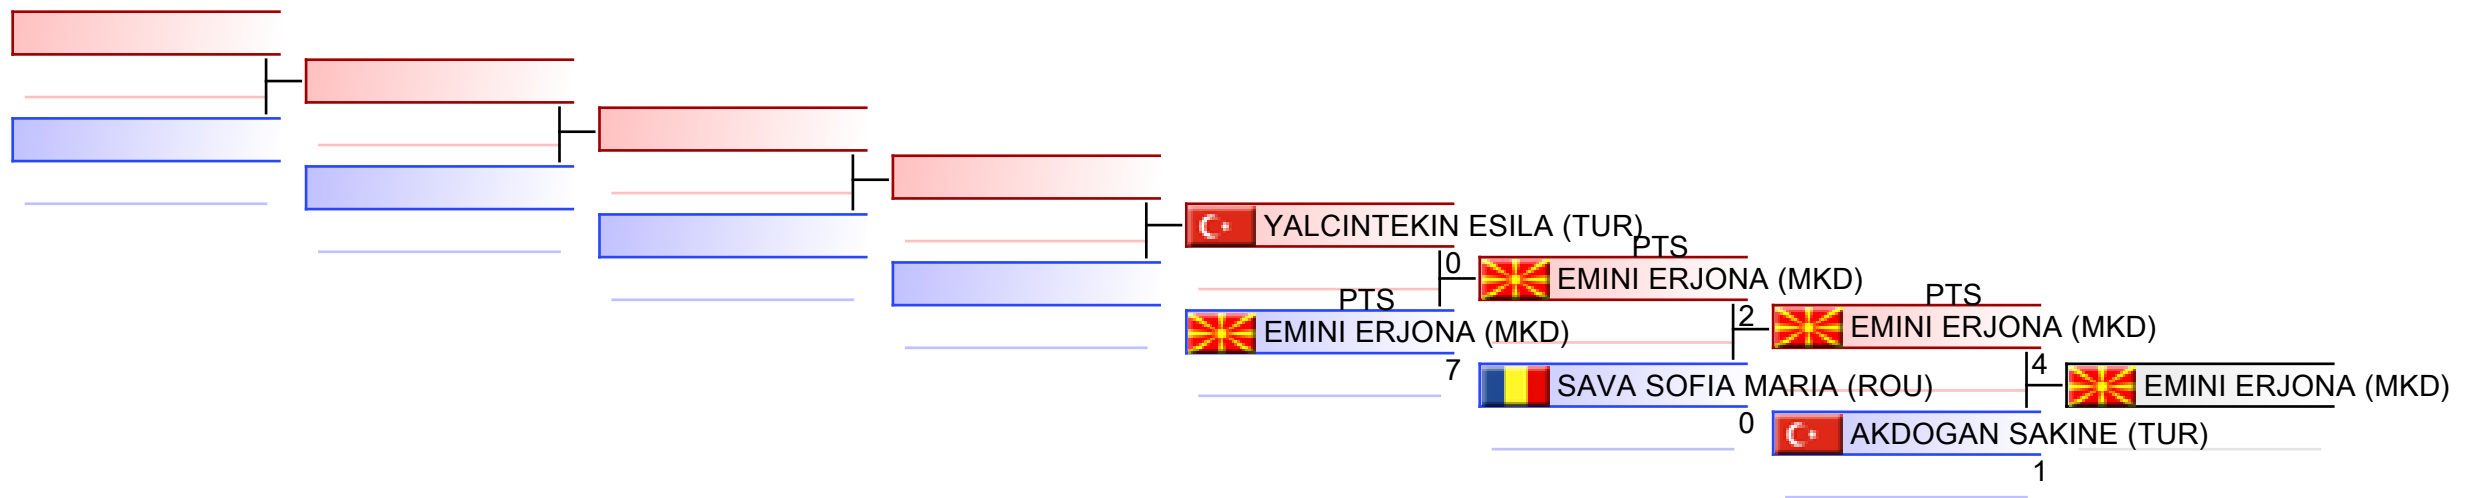 YALCINTEKIN ESILA (TUR)
PTS
0
EMINI ERJONA (MKD)
PTS
PTS
EMINI ERJONA (MKD)
2
EMINI ERJONA (MKD)
7
SAVA SOFIA MARIA (ROU)
4
EMINI ERJONA (MKD)
0
AKDOGAN SAKINE (TUR)
1